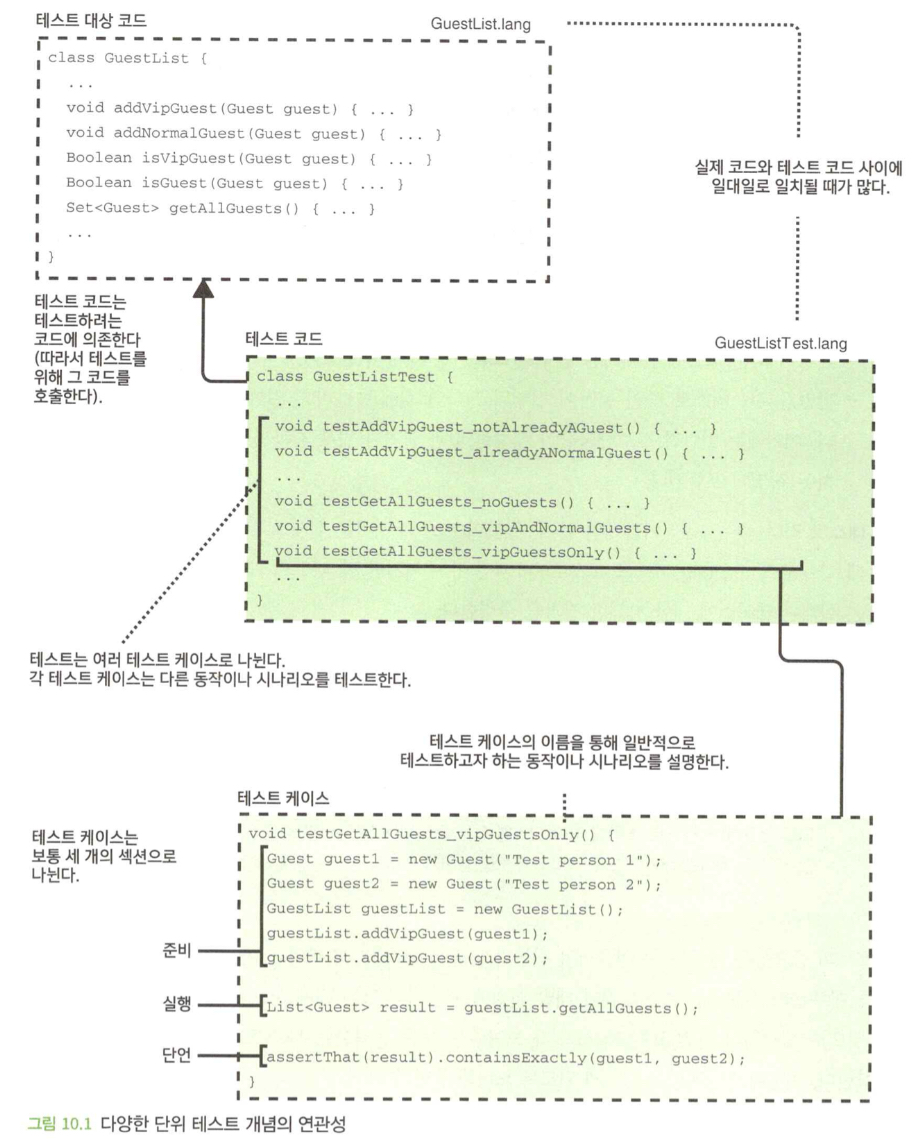 테스트 대상 코드
GuestList.lang
class GuestList {
...
void addVipGuest(Guest guest) { ... }
void addNormalGuest(Guest guest) { ... }
Boolean isVipGuest(Guest guest) { ... }
Boolean isGuest(Guest guest) { ... }
Set<Guest> getAllGuests() { ... }
...
}
실제 코드와 테스트 코드 사이에
일대일로 일치될 때가 많다.
테스트 코드는
테스트하려는
코드에 의존한다
(따라서 테스트를
위해 그 코드를
호출한다).
테스트 코드
GuestListTest.lang
class GuestListTest {
...
void testAddVipGuest_notAlreadyAGuest() { ... }
void testAddVipGuest_alreadyANormalGuest() { ... }
...
void testGetAllGuests_noGuests() { ... }
void testGetAllGuests_vipAndNormalGuests() { ... }
void testGetAllGuests_vipGuestsOnly() { ... }
...
}
테스트는 여러 테스트 케이스로 나뉜다.
각 테스트 케이스는 다른 동작이나 시나리오를 테스트한다.
테스트 케이스의 이름을 통해 일반적으로
테스트하고자 하는 동작이나 시나리오를 설명한다.
테스트 케이스
테스트 케이스는
보통 세 개의 섹션으로
나뉜다.
void testGetAllGuests_vipGuestsOnly() {
Guest guest1 = new Guest("Test person 1");
Guest guest2 = new Guest("Test person 2");
GuestList guestList = new GuestList();
guestList.addVipGuest(guest1);
준비
guestList.addVipGuest(guest2);
실행
List<Guest> result = guestList.getAllGuests();
단언
assertThat(result).containsExactly(guest1, guest2);
}
그림 10.1 다양한 단위 테스트 개념의 연관성